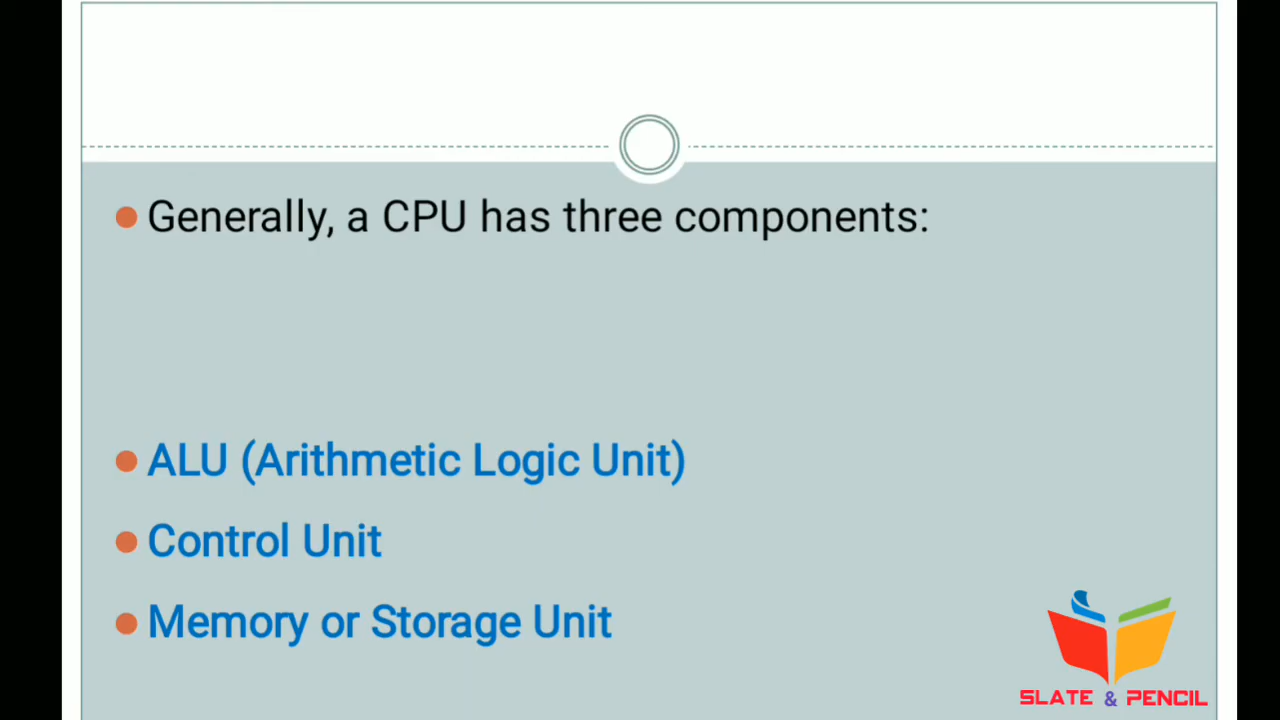 Generally, a CPU has three components:
ALU (Arithmetic Logic Unit)
Control Unit
Memory or Storage Unit
SLATE & PENCIL